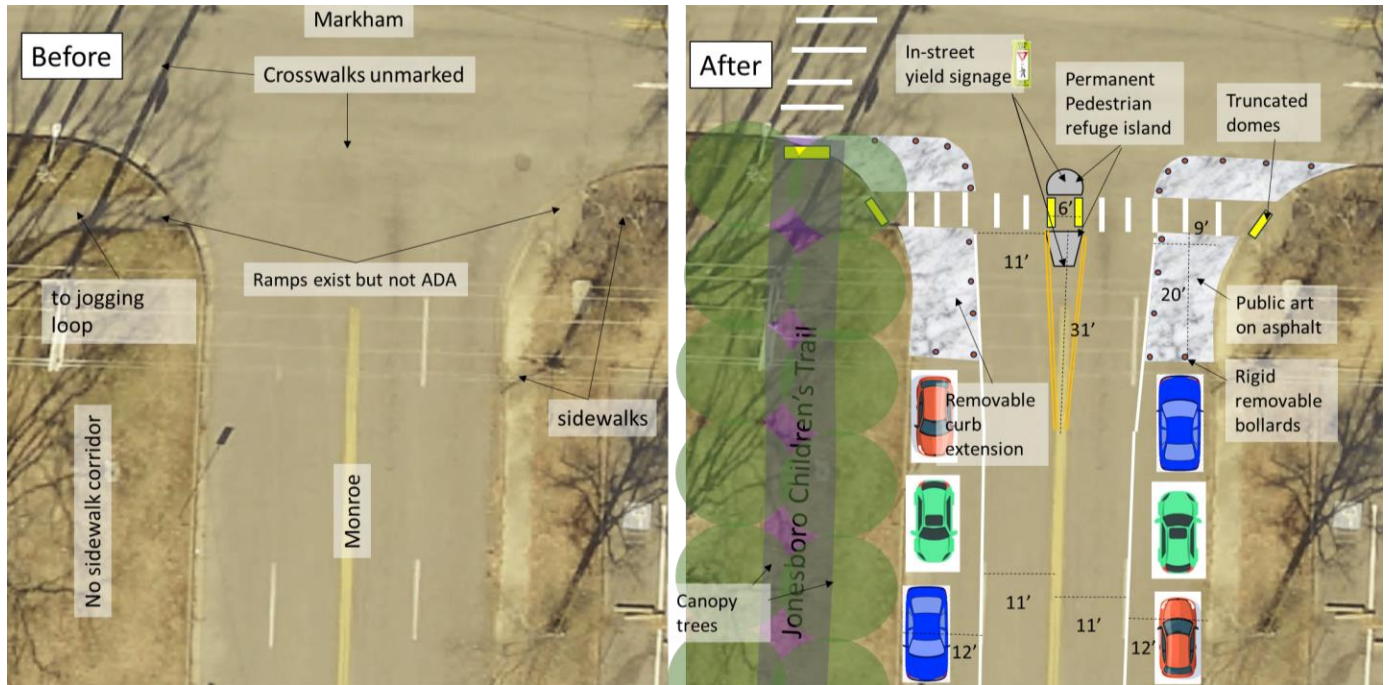 Markham
Before
Crosswalks unmarked
Ramps exist but not ADA
to jogging
loop
sidewalks
No sidewalk corridor
Monroe
After
In-street
yield signage
Permanent
Pedestrian
refuge island
Truncated
domes
6’
9’
11’
20’
Public art
on asphalt
31’
Jonesboro Children’s Trail
Removable
curb
extension
Rigid
removable
bollards
Canopy
trees
11’
11’
12’
12’